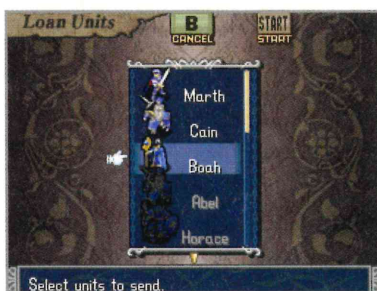 Loan Units
B
CANCEL
START
START
Marth
Cain
Boah
Abel
Horace
Select units to send.